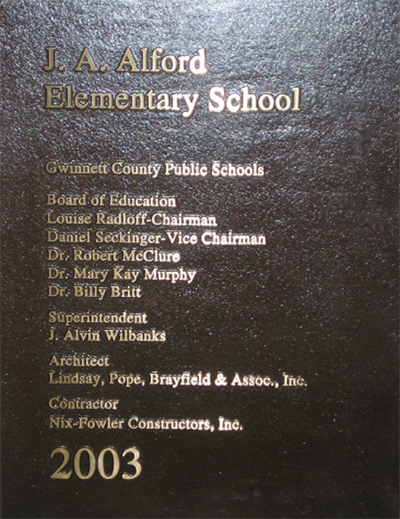 J. A. Alford
Elementary School
Gwinnett County Public Schools
Board of Education
Louise Radloff-Chairman
Daniel Seckinger-Vice Chairman
Dr. Robert McClure
Dr. Mary Kay Murphy
Dr. Billy Britt
Superintendent
J. Alvin Wilbanks
Architect
Lindsay, Pope, Brayfield & Assoc., Inc.
Contractor
Nix-Fowler Constructors, Inc.
2003